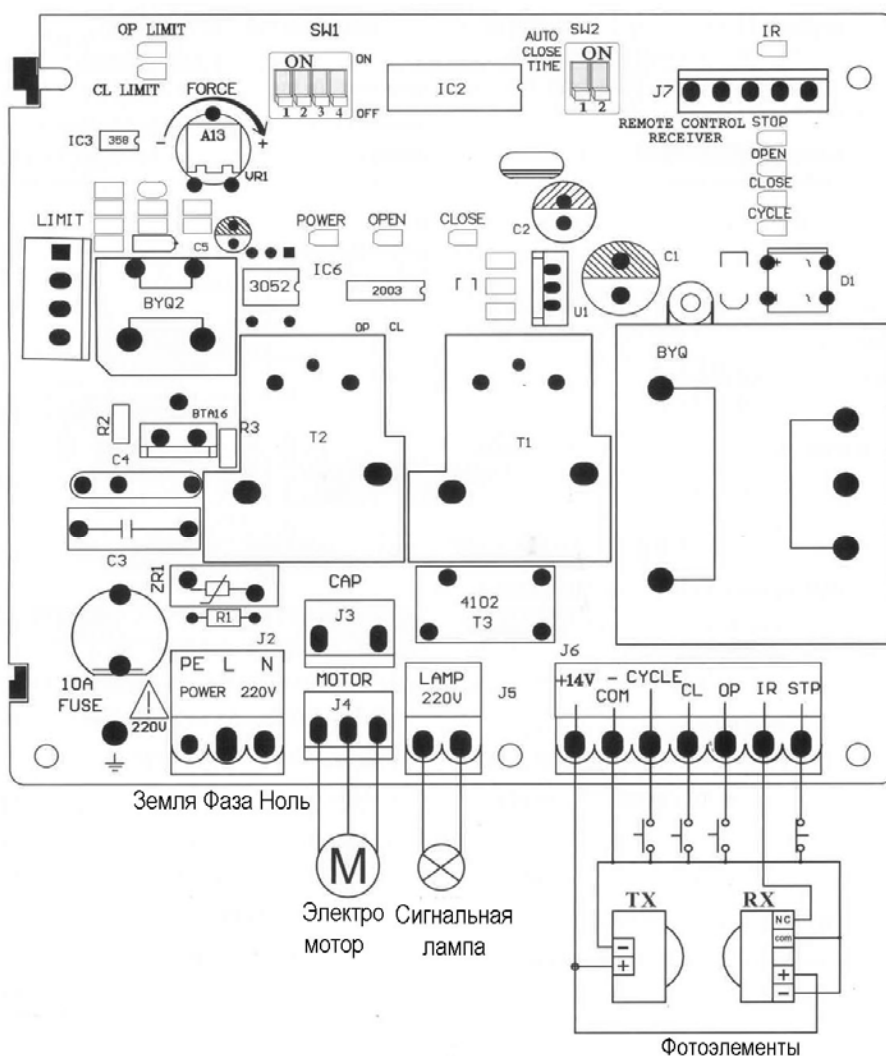 OP LIMIT
CL LIMIT
SW1
ON
ON
OFF
1 2 3 4
AUTO
CLOSE
TIME
SW2
ON
1 2
IR
J7
REMOTE CONTROL
RECEIVER
STOP
OPEN
CLOSE
CYCLE
FORCE
- A13 +
VR1
IC3 358
IC2
LIMIT
C5
POWER
OPEN
CLOSE
C2
C1
D1
BYQ2
3052
IC6
2003
U1
OP CL
BYQ
R2
BTA16
R3
C4
T2
T1
C3
ZR1
R1
CAP
J3
4102
T3
10A
FUSE
220V
J2
PE L N
POWER 220V
MOTOR
J4
LAMP
220V
J5
J6
+14V - CYCLE
COM CL OP IR STP
Земля Фаза Ноль
M
Электро
мотор
Сигнальная
лампа
TX
-
+
RX
NC
com
+
-
Фотоэлементы